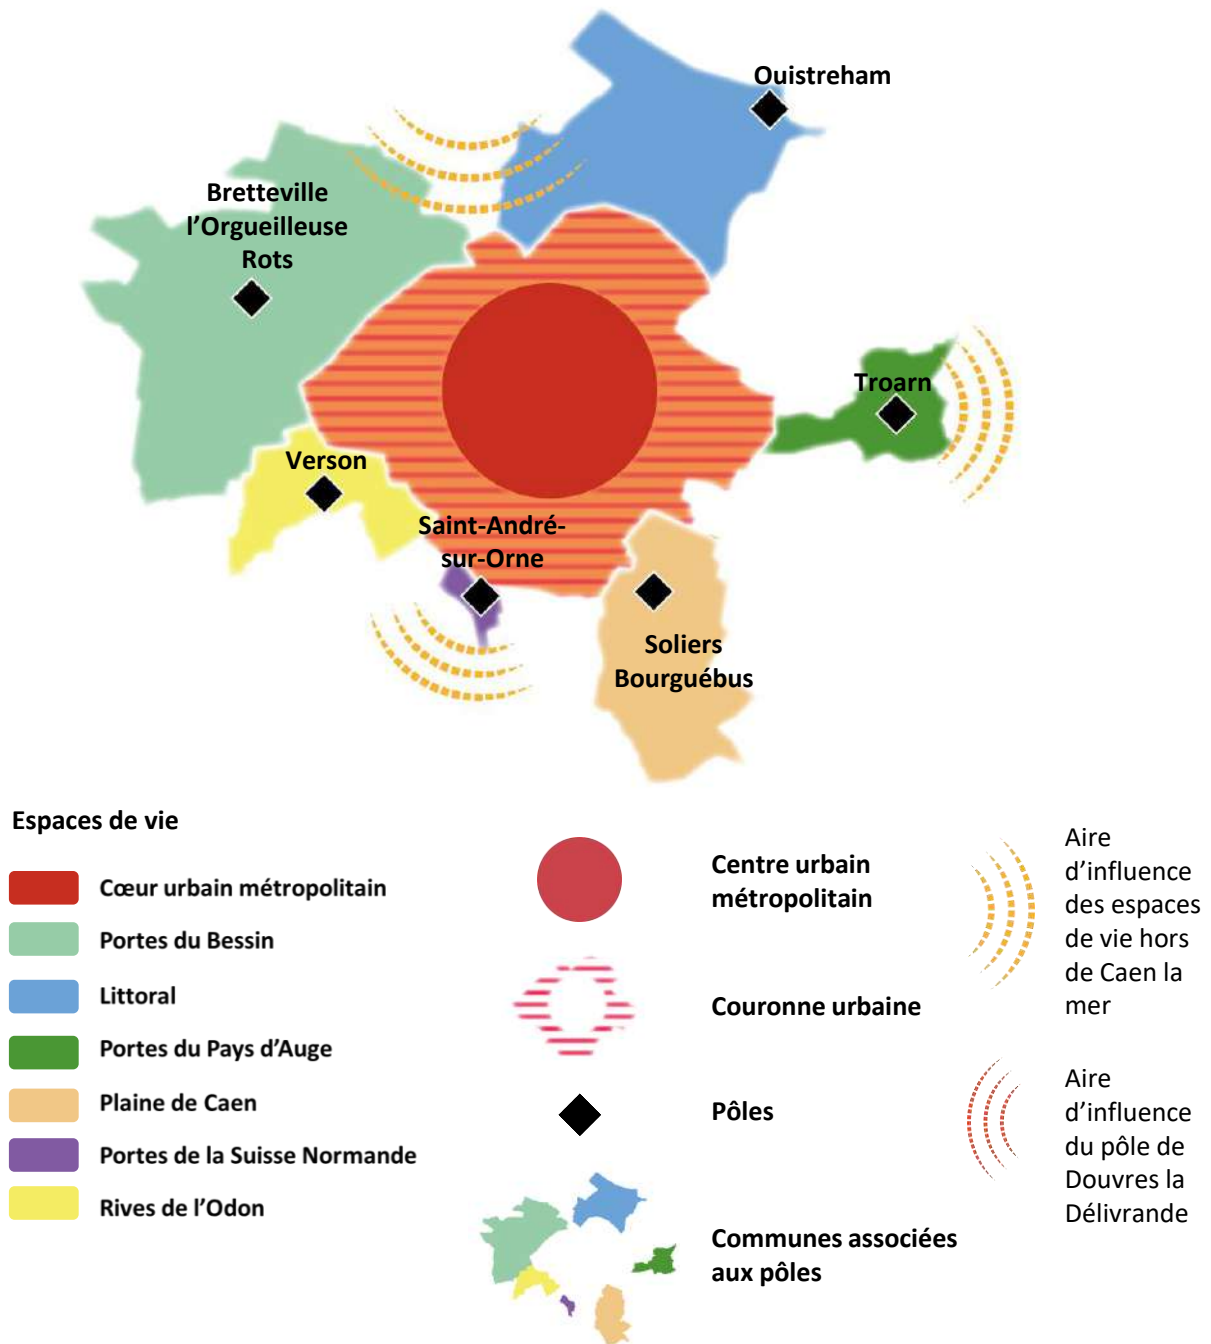 Ouistreham
Bretteville
l’Orgueilleuse
Rots
Troarn
Verson
Saint-André-
sur-Orne
Soliers
Bourguébus
Espaces de vie
Cœur urbain métropolitain
Portes du Bessin
Littoral
Portes du Pays d’Auge
Plaine de Caen
Portes de la Suisse Normande
Rives de l’Odon
Centre urbain
métropolitain
Couronne urbaine
Pôles
Communes associées
aux pôles
Aire
d’influence
des espaces
de vie hors
de Caen la
mer
Aire
d’influence
du pôle de
Douvres la
Délivrande